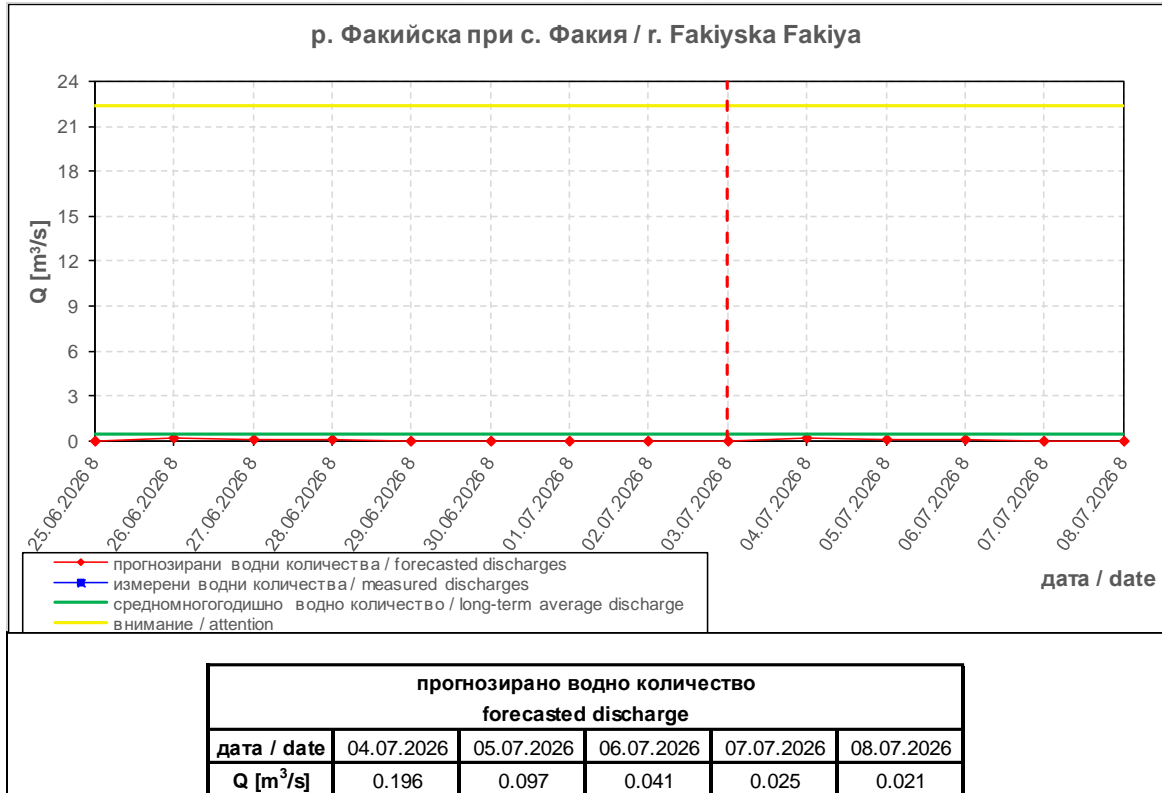 р. Факийска при с. Факия / r. Fakiyska Fakiya
24
21
18
15
12
9
6
3
0
Q [m³/s]
25.06.2026 8
26.06.2026 8
27.06.2026 8
28.06.2026 8
29.06.2026 8
30.06.2026 8
01.07.2026 8
02.07.2026 8
03.07.2026 8
04.07.2026 8
05.07.2026 8
06.07.2026 8
07.07.2026 8
08.07.2026 8
дата / date
прогнозирани водни количества / forecasted discharges
измерени водни количества / measured discharges
средномногогодишно водно количество / long-term average discharge
внимание / attention
прогнозирано водно количество
forecasted discharge
дата / date 04.07.2026 05.07.2026 06.07.2026 07.07.2026 08.07.2026
Q [m³/s] 0.196 0.097 0.041 0.025 0.021